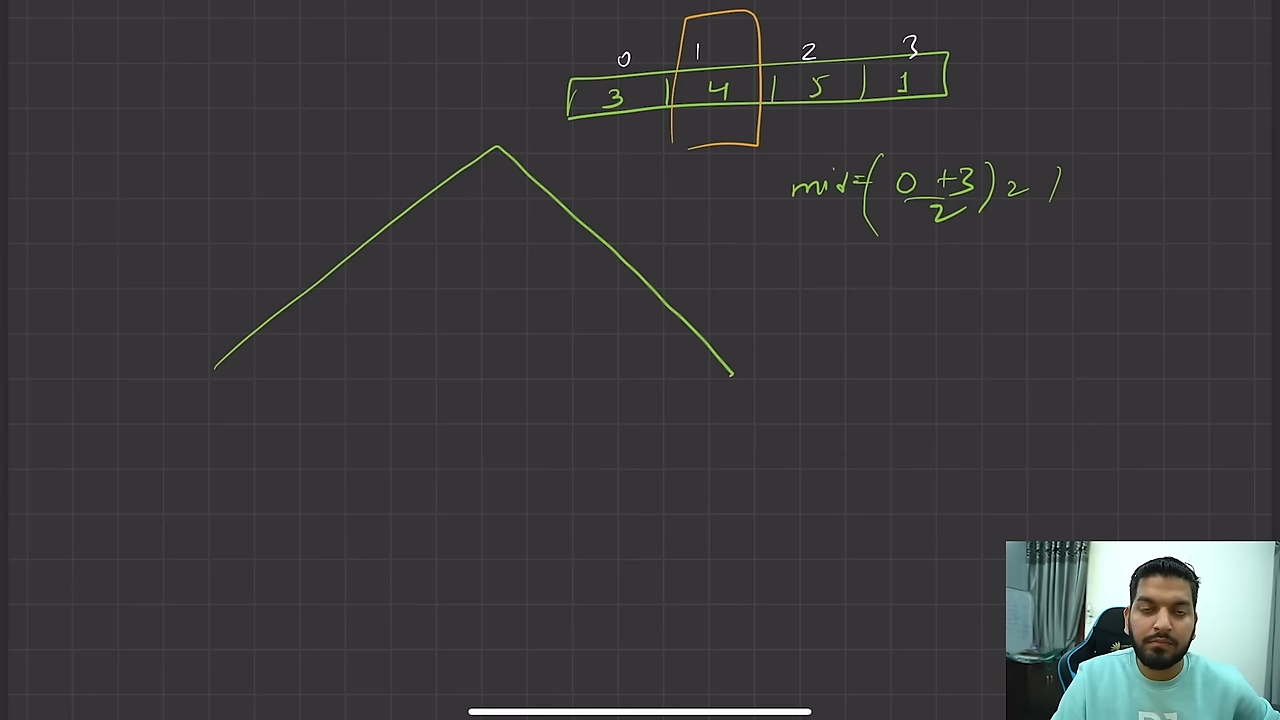 0 1 2 3
3 | 4 | 5 | 1
mid = (0 + 3 / 2) = 1